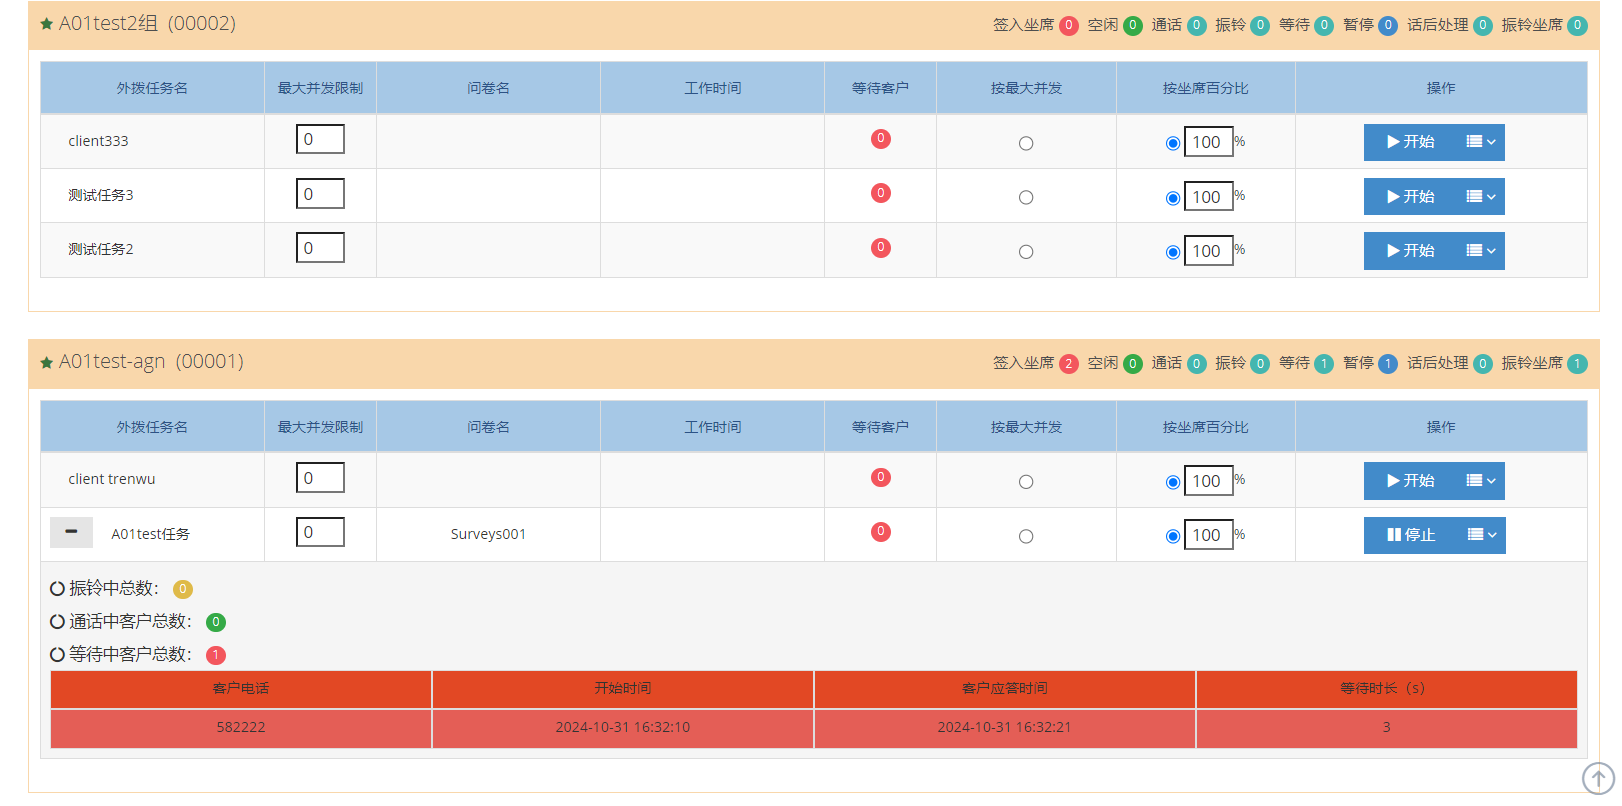 A01test2组 (00002) 签入坐席 0 空闲 0 通话 0 振铃 0 等待 0 暂停 0 话后处理 0 振铃坐席 0
外拨任务名 最大并发限制 问卷名 工作时间 等待客户 按最大并发 按坐席百分比 操作
client333 0 0 100 % 开始
测试任务3 0 0 100 % 开始
测试任务2 0 0 100 % 开始
A01test-agn (00001) 签入坐席 2 空闲 0 通话 0 振铃 0 等待 1 暂停 1 话后处理 0 振铃坐席 1
外拨任务名 最大并发限制 问卷名 工作时间 等待客户 按最大并发 按坐席百分比 操作
client trenwu 0 0 100 % 开始
A01test任务 0 Surveys001 0 100 % 停止
振铃中总数： 0
通话中客户总数： 0
等待中客户总数： 1
客户电话 开始时间 客户应答时间 等待时长（s）
582222 2024-10-31 16:32:10 2024-10-31 16:32:21 3